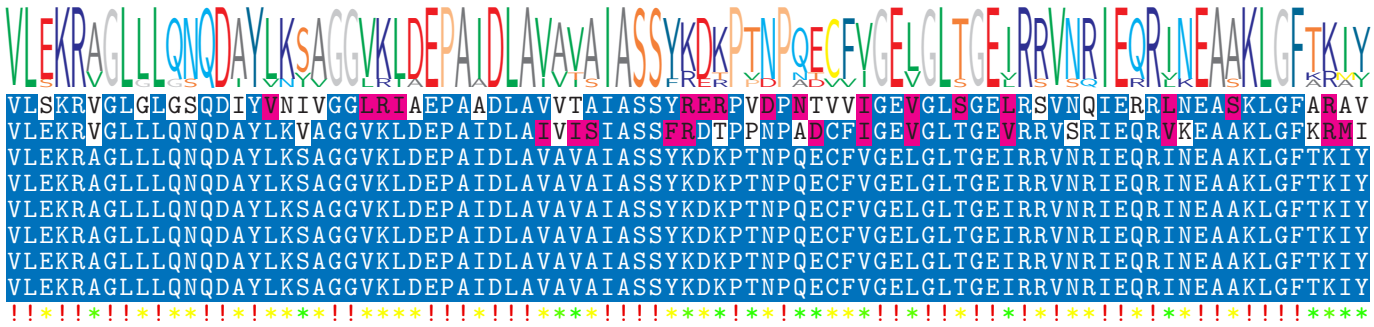 VLEKRAGLLLQNQDAYLKSAGGVKLDEPAIDLAVAVAIASSYKDKPTNPQECFVGELGLTGEIRRVNRIEQRINEAAKLGFTKIY
VLSKRVGLGLGSQDIYVNIVGGLRIAEPAADLAVVTAIASSYRERPVDPNTVVIGEVGLSGELRSVNQIERRLNEASKLGFARAV
VLEKRVGLLLQNQDAYLKVAGGVKLDEPAIDLAIVISIASSFRDTPPNPADCFIGEVGLTGEVRRVSRIEQRVKEAAKLGFKRMI
VLEKRAGLLLQNQDAYLKSAGGVKLDEPAIDLAVAVAIASSYKDKPTNPQECFVGELGLTGEIRRVNRIEQRINEAAKLGFTKIY
VLEKRAGLLLQNQDAYLKSAGGVKLDEPAIDLAVAVAIASSYKDKPTNPQECFVGELGLTGEIRRVNRIEQRINEAAKLGFTKIY
VLEKRAGLLLQNQDAYLKSAGGVKLDEPAIDLAVAVAIASSYKDKPTNPQECFVGELGLTGEIRRVNRIEQRINEAAKLGFTKIY
VLEKRAGLLLQNQDAYLKSAGGVKLDEPAIDLAVAVAIASSYKDKPTNPQECFVGELGLTGEIRRVNRIEQRINEAAKLGFTKIY
VLEKRAGLLLQNQDAYLKSAGGVKLDEPAIDLAVAVAIASSYKDKPTNPQECFVGELGLTGEIRRVNRIEQRINEAAKLGFTKIY
VLEKRAGLLLQNQDAYLKSAGGVKLDEPAIDLAVAVAIASSYKDKPTNPQECFVGELGLTGEIRRVNRIEQRINEAAKLGFTKIY
!!*!!*!!*!**!!*!****!!****!!!*!!!****!!!!****!**!*****!!*!!*!!*!*!**!!*!**!!*!!!!****